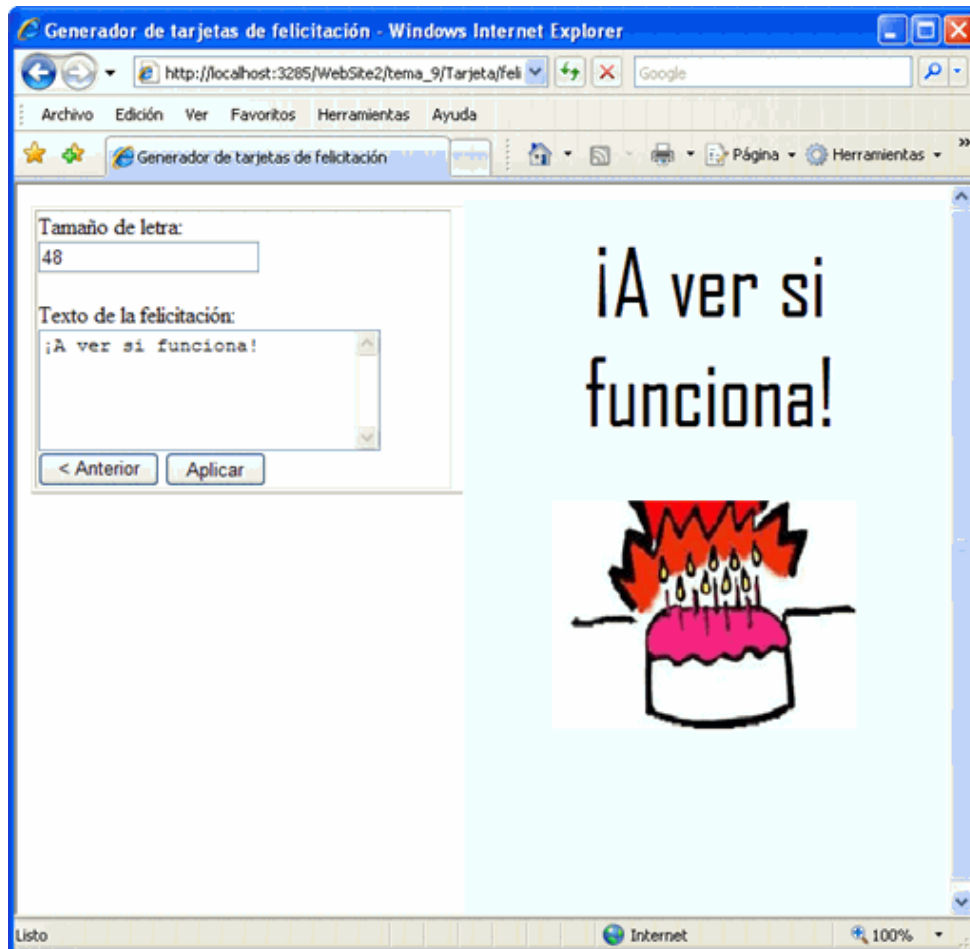 Generador de tarjetas de felicitación - Windows Internet Explorer
http://localhost:3285/WebSite2/tema_9/Tarjeta/feli
Google
Archivo Edición Ver Favoritos Herramientas Ayuda
Generador de tarjetas de felicitación
Página Herramientas »
Tamaño de letra:
48
Texto de la felicitación:
¡A ver si funciona!
< Anterior Aplicar
¡A ver si
funciona!
Listo Internet 100%